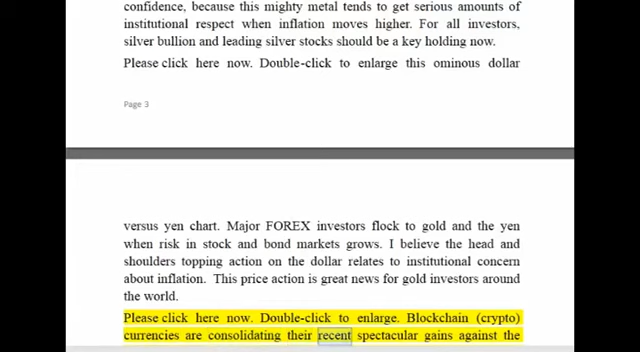 confidence, because this mighty metal tends to get serious amounts of
institutional respect when inflation moves higher. For all investors,
silver bullion and leading silver stocks should be a key holding now.
Please click here now. Double-click to enlarge this ominous dollar
Page 3
versus yen chart. Major FOREX investors flock to gold and the yen
when risk in stock and bond markets grows. I believe the head and
shoulders topping action on the dollar relates to institutional concern
about inflation. This price action is great news for gold investors around
the world.
Please click here now. Double-click to enlarge. Blockchain (crypto)
currencies are consolidating their recent spectacular gains against the